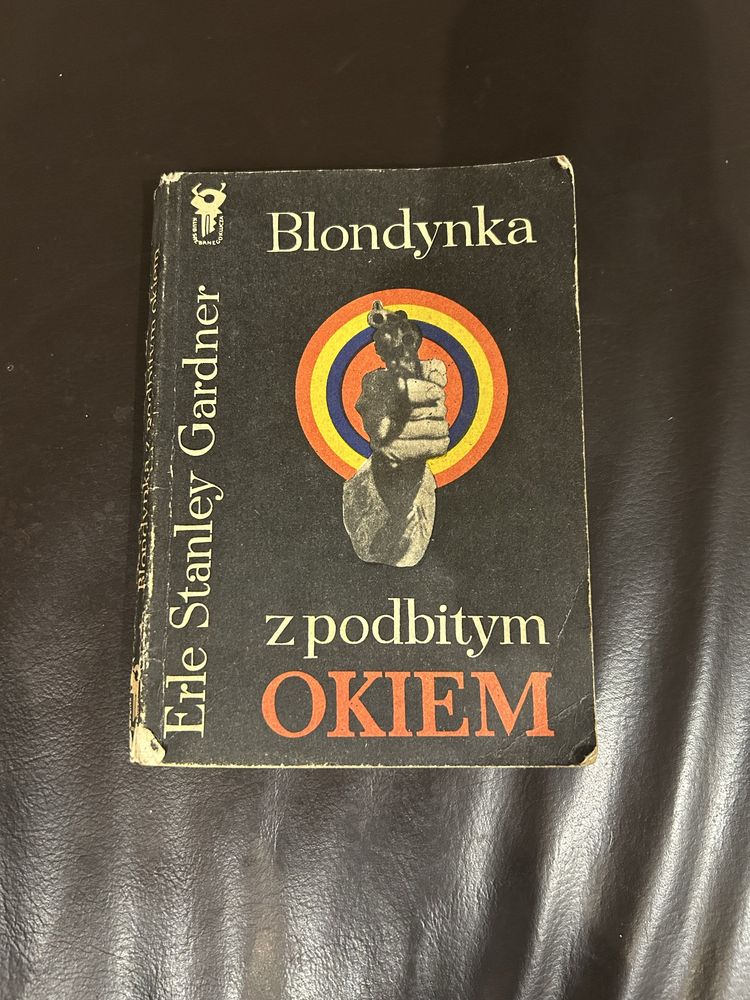 Blondynka
z podbitym
OKIEM
Erle Stanley Gardner